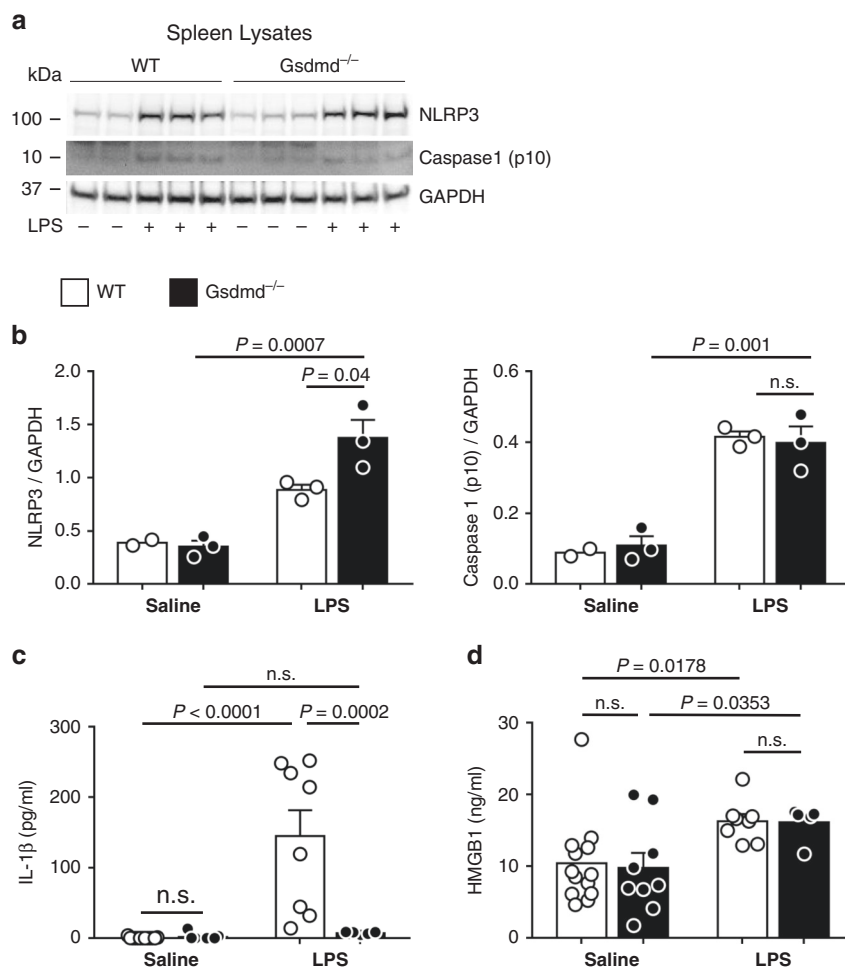 a
Spleen Lysates
kDa
WT
Gsdmd−/−
100
NLRP3
10
Caspase1 (p10)
37
GAPDH
LPS − − + + + − − − + + +
WT
Gsdmd−/−
b
P = 0.0007
P = 0.04
2.0
1.5
1.0
0.5
0.0
NLRP3 / GAPDH
Saline
LPS
P = 0.001
n.s.
0.6
0.4
0.2
0.0
Caspase 1 (p10) / GAPDH
Saline
LPS
c
n.s.
P < 0.0001
P = 0.0002
300
200
100
0
IL-1β (pg/ml)
n.s.
Saline
LPS
d
P = 0.0178
n.s.
P = 0.0353
n.s.
30
20
10
0
HMGB1 (ng/ml)
Saline
LPS